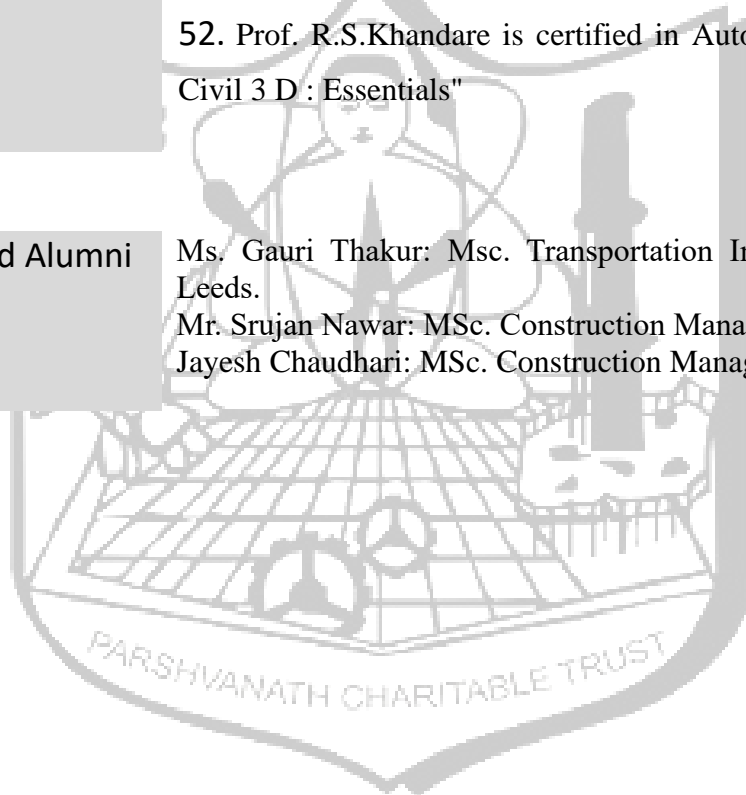 52. Prof. R.S.Khandare is certified in Auto
Civil 3 D : Essentials"
d Alumni
Ms. Gauri Thakur: Msc. Transportation In
Leeds.
Mr. Srujan Nawar: MSc. Construction Mana
Jayesh Chaudhari: MSc. Construction Manag
PARSHVANATH CHARITABLE TRUST